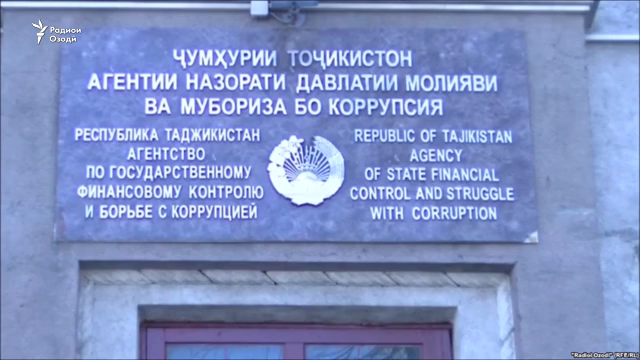 Радиои
Озодӣ
ҶУМҲУРИИ ТОҶИКИСТОН
АГЕНТИИ НАЗОРАТИ ДАВЛАТИИ МОЛИЯВИ
ВА МУБОРИЗА БО КОРРУПСИЯ
РЕСПУБЛИКА ТАДЖИКИСТАН
АГЕНТСТВО
ПО ГОСУДАРСТВЕННОМУ
ФИНАНСОВОМУ КОНТРОЛЮ
И БОРЬБЕ С КОРРУПЦИЕЙ
REPUBLIC OF TAJIKISTAN
AGENCY
OF STATE FINANCIAL
CONTROL AND STRUGGLE
WITH CORRUPTION
"Radioi Ozodi" (RFE/RL)